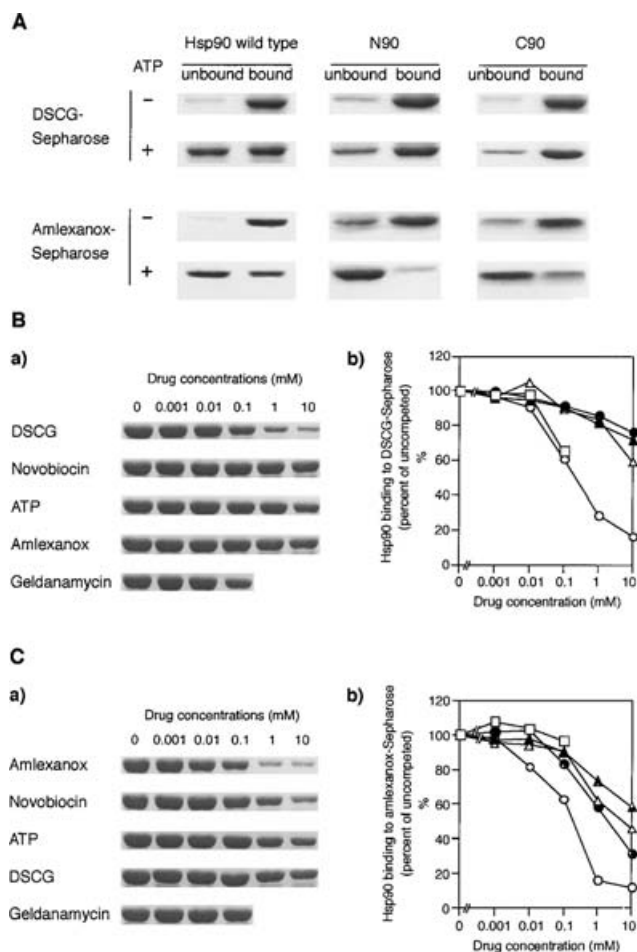 A
Hsp90 wild type N90 C90
ATP unbound bound unbound bound unbound bound
DSCG-
Sepharose
−
+
Amlexanox-
Sepharose
−
+
B
a)
Drug concentrations (mM)
0 0.001 0.01 0.1 1 10
DSCG
Novobiocin
ATP
Amlexanox
Geldanamycin
b)
Hsp90 binding to DSCG-Sepharose
(percent of uncompeted)
%
120
100
80
60
40
20
0
0 0.001 0.01 0.1 1 10
Drug concentration (mM)
C
a)
Drug concentrations (mM)
0 0.001 0.01 0.1 1 10
Amlexanox
Novobiocin
ATP
DSCG
Geldanamycin
b)
Hsp90 binding to amlexanox-Sepharose
(percent of uncompeted)
%
120
100
80
60
40
20
0
0 0.001 0.01 0.1 1 10
Drug concentration (mM)